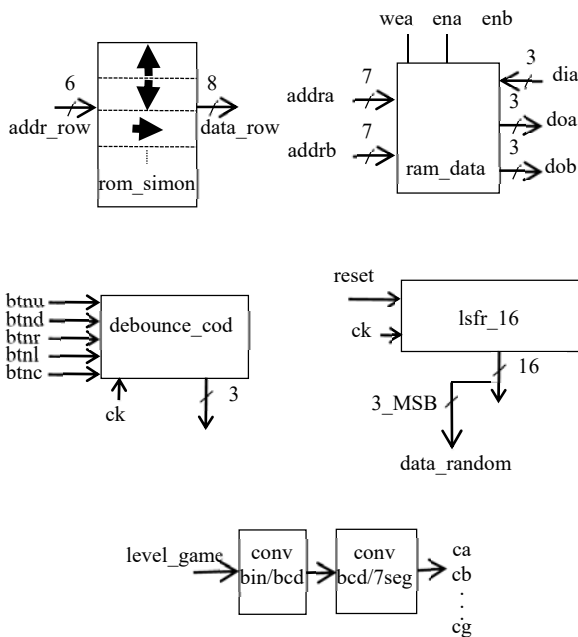 6
8
addr_row
data_row
rom_simon
wea ena enb
7
addra
7
addrb
3
dia
3
doa
3
dob
ram_data
btnu
btnd
btnr
btnl
btnc
debounce_cod
ck
3
reset
ck
lsfr_16
16
3_MSB
data_random
level_game
conv
bin/bcd
conv
bcd/7seg
ca
cb
.
.
cg